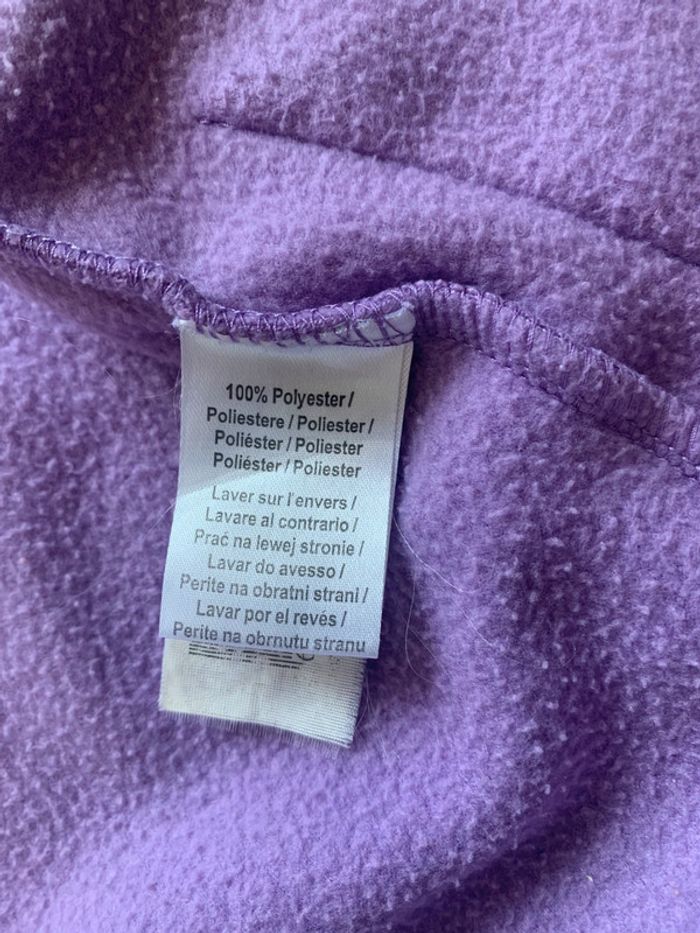 100% Polyester /
Poliestere / Poliester /
Poliéster / Poliester
Poliéster / Poliester
Laver sur l'envers /
Lavare al contrario /
Prać na lewej stronie /
Lavar do avesso /
Perite na obratni strani /
Lavar por el revés /
Perite na obrnutu stranu